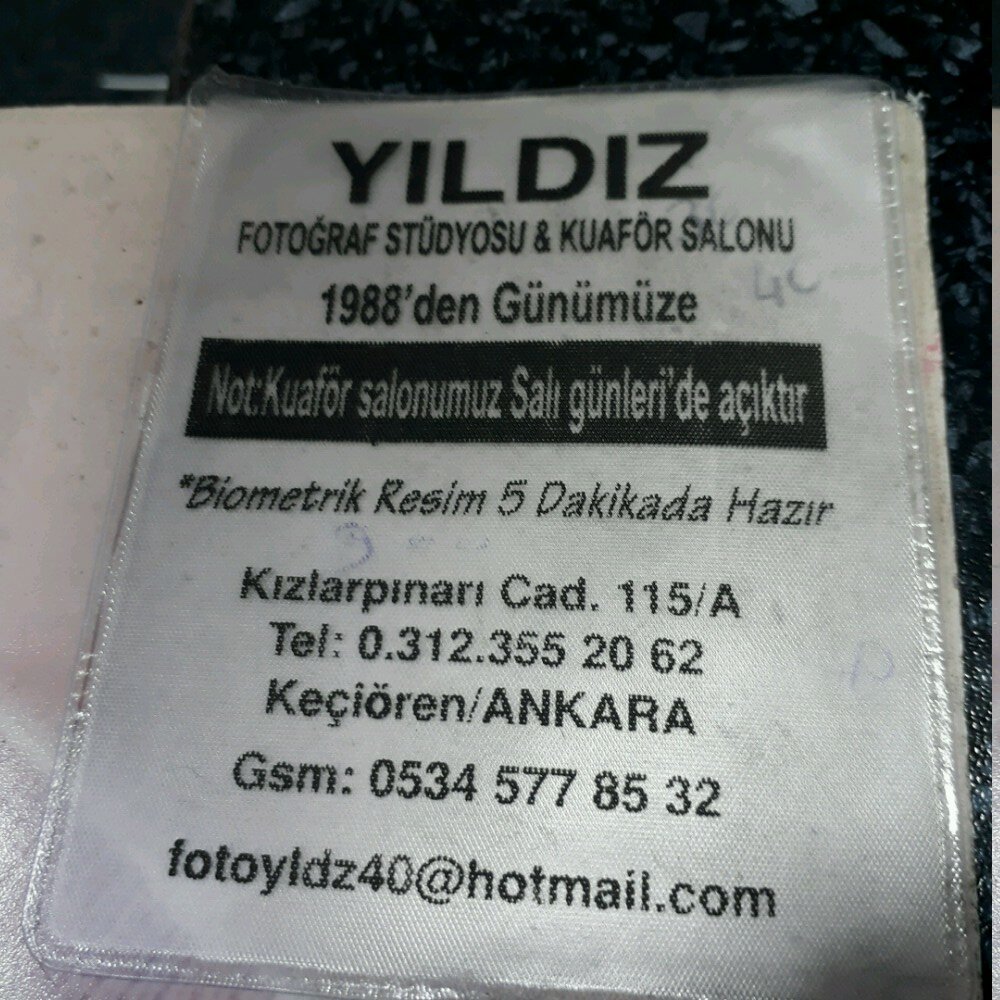 YILDIZ
FOTOĞRAF STÜDYOSU & KUAFÖR SALONU
1988'den Günümüze
Not:Kuaför salonumuz Salı günleri'de açıktır
*Biometrik Resim 5 Dakikada Hazır
Kızlarpınarı Cad. 115/A
Tel: 0.312.355 20 62
Keçiören/ANKARA
Gsm: 0534 577 85 32
fotoyldz40@hotmail.com